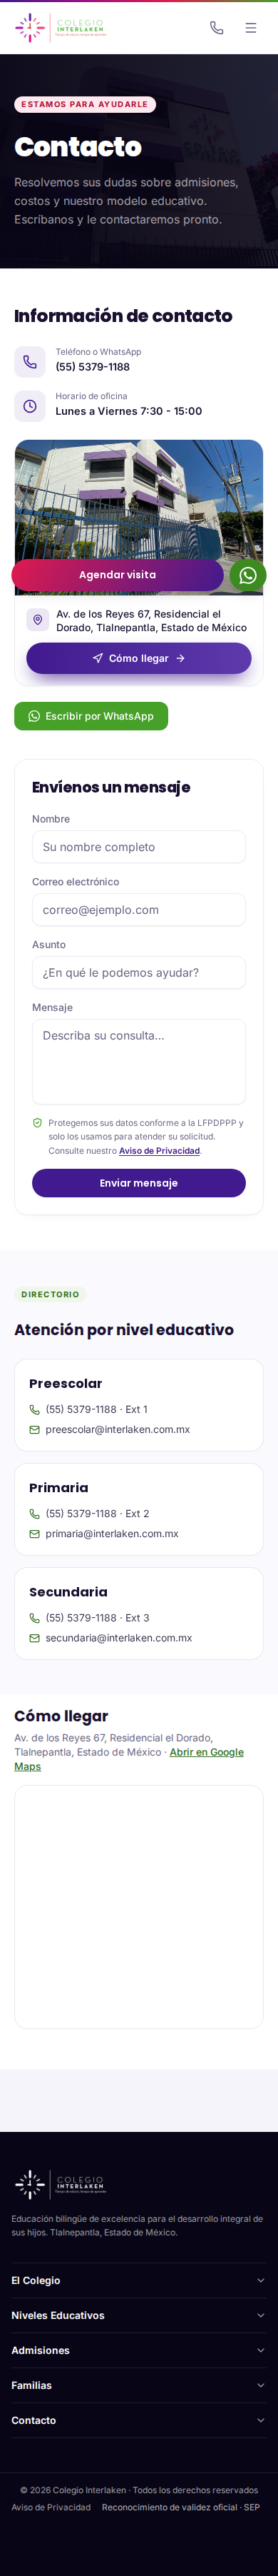 COLEGIO
INTERLAKEN
ESTAMOS PARA AYUDARLE
Contacto
Resolvemos sus dudas sobre admisiones,
costos y nuestro modelo educativo.
Escríbanos y le contactaremos pronto.
Información de contacto
Teléfono o WhatsApp
(55) 5379-1188
Horario de oficina
Lunes a Viernes 7:30 - 15:00
Agendar visita
Av. de los Reyes 67, Residencial el
Dorado, Tlalnepantla, Estado de México
Cómo llegar
Escribir por WhatsApp
Envíenos un mensaje
Nombre
Su nombre completo
Correo electrónico
correo@ejemplo.com
Asunto
¿En qué le podemos ayudar?
Mensaje
Describa su consulta...
Protegemos sus datos conforme a la LFPDPPP y
solo los usamos para atender su solicitud.
Consulte nuestro Aviso de Privacidad.
Enviar mensaje
DIRECTORIO
Atención por nivel educativo
Preescolar
(55) 5379-1188 · Ext 1
preescolar@interlaken.com.mx
Primaria
(55) 5379-1188 · Ext 2
primaria@interlaken.com.mx
Secundaria
(55) 5379-1188 · Ext 3
secundaria@interlaken.com.mx
Cómo llegar
Av. de los Reyes 67, Residencial el Dorado,
Tlalnepantla, Estado de México · Abrir en Google
Maps
COLEGIO
INTERLAKEN
Educación bilingüe de excelencia para el desarrollo integral de
sus hijos. Tlalnepantla, Estado de México.
El Colegio
Niveles Educativos
Admisiones
Familias
Contacto
© 2026 Colegio Interlaken · Todos los derechos reservados
Aviso de Privacidad Reconocimiento de validez oficial · SEP